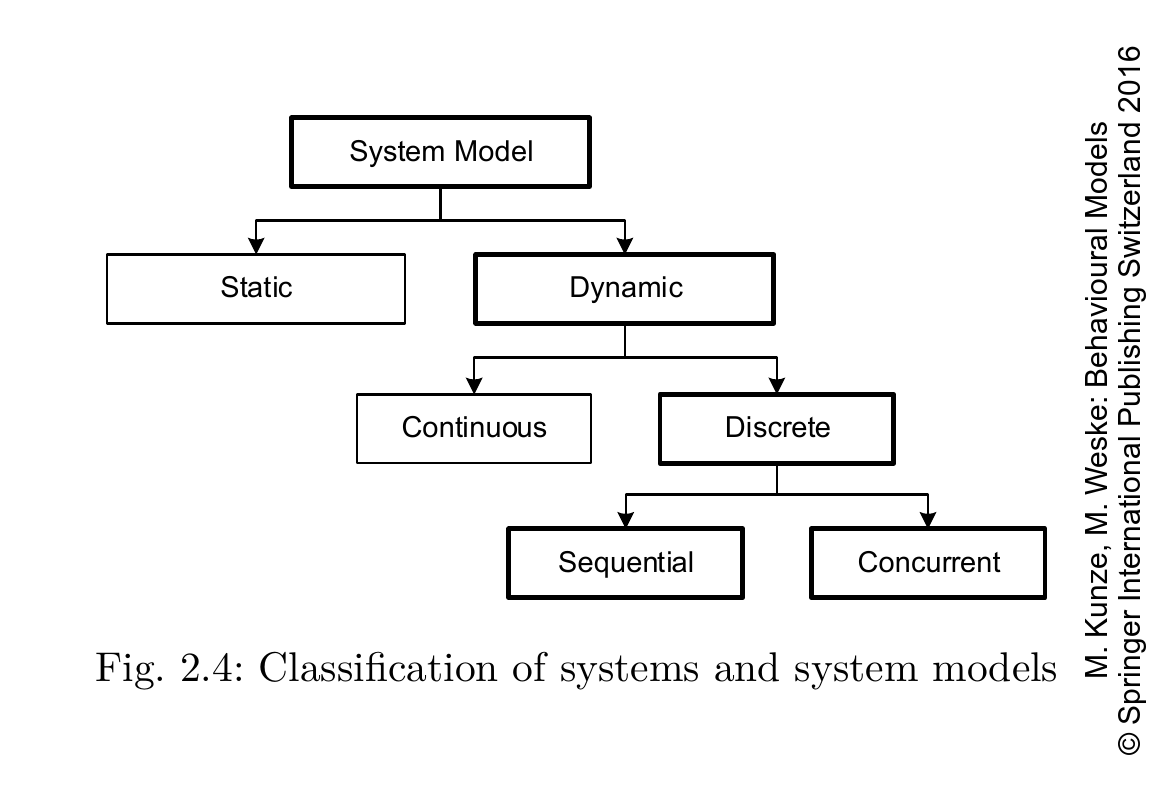 System Model
Static
Dynamic
Continuous
Discrete
Sequential
Concurrent
Fig. 2.4: Classification of systems and system models
M. Kunze, M. Weske: Behavioural Models
© Springer International Publishing Switzerland 2016